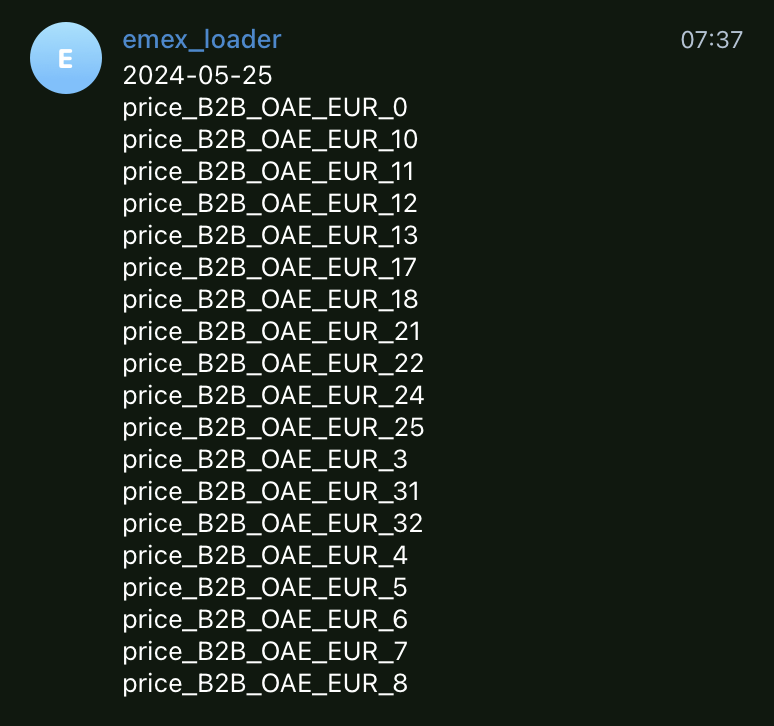 E
emex_loader 07:37
2024-05-25
price_B2B_OAE_EUR_0
price_B2B_OAE_EUR_10
price_B2B_OAE_EUR_11
price_B2B_OAE_EUR_12
price_B2B_OAE_EUR_13
price_B2B_OAE_EUR_17
price_B2B_OAE_EUR_18
price_B2B_OAE_EUR_21
price_B2B_OAE_EUR_22
price_B2B_OAE_EUR_24
price_B2B_OAE_EUR_25
price_B2B_OAE_EUR_3
price_B2B_OAE_EUR_31
price_B2B_OAE_EUR_32
price_B2B_OAE_EUR_4
price_B2B_OAE_EUR_5
price_B2B_OAE_EUR_6
price_B2B_OAE_EUR_7
price_B2B_OAE_EUR_8